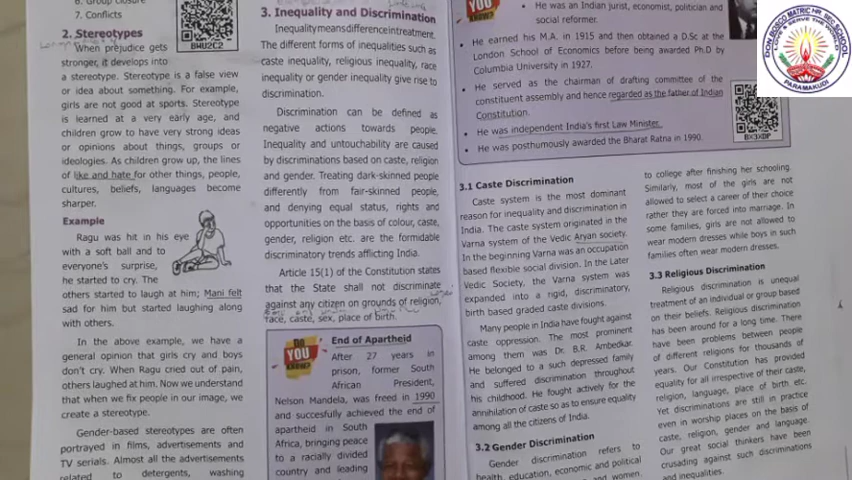 6. Group Closure
7. Conflicts
BWU2C2
2. Stereotypes
When prejudice gets
stronger, it develops into
a stereotype. Stereotype is a false view
or idea about something. For example,
girls are not good at sports. Stereotype
is learned at a very early age, and
children grow to have very strong ideas
or opinions about things, groups or
ideologies. As children grow up, the lines
of like and hate for other things, people,
cultures, beliefs, languages become
sharper.
Example
Ragu was hit in his eye
with a soft ball and to
everyone's surprise,
he started to cry. The
others started to laugh at him; Mani felt
sad for him but started laughing along
with others.
In the above example, we have a
general opinion that girls cry and boys
don't cry. When Ragu cried out of pain,
others laughed at him. Now we understand
that when we fix people in our image, we
create a stereotype.
Gender-based stereotypes are often
portrayed in films, advertisements and
TV serials. Almost all the advertisements
related to detergents, washing
3. Inequality and Discrimination
Inequality means difference in treatment.
The different forms of inequalities such as
caste inequality, religious inequality, race
inequality or gender inequality give rise to
discrimination.
Discrimination can be defined as
negative actions towards people.
Inequality and untouchability are caused
by discriminations based on caste, religion
and gender. Treating dark-skinned people
differently from fair-skinned people,
and denying equal status, rights and
opportunities on the basis of colour, caste,
gender, religion etc. are the formidable
discriminatory trends afflicting India.
Article 15(1) of the Constitution states
that the State shall not discriminate
against any citizen on grounds of religion,
race, caste, sex, place of birth.
DO
YOU
KNOW?
End of Apartheid
After 27 years in
prison, former South
African President,
Nelson Mandela, was freed in 1990
and succesfully achieved the end of
apartheid in South
Africa, bringing peace
to a racially divided
country and leading
YOU
KNOW?
• He was an Indian jurist, economist, politician and
social reformer.
• He earned his M.A. in 1915 and then obtained a D.Sc at the
London School of Economics before being awarded Ph.D by
Columbia University in 1927.
• He served as the chairman of drafting committee of the
constituent assembly and hence regarded as the father of Indian
Constitution.
• He was independent India's first Law Minister.
• He was posthumously awarded the Bharat Ratna in 1990.
3.1 Caste Discrimination
Caste system is the most dominant
reason for inequality and discrimination in
India. The caste system originated in the
Varna system of the Vedic Aryan society.
In the beginning Varna was an occupation
based flexible social division. In the Later
Vedic Society, the Varna system was
expanded into a rigid, discriminatory,
birth based graded caste divisions.
Many people in India have fought against
caste oppression. The most prominent
among them was Dr. B.R. Ambedkar.
He belonged to a such depressed family
and suffered discrimination throughout
his childhood. He fought actively for the
annihilation of caste so as to ensure equality
among all the citizens of India.
3.2 Gender Discrimination
Gender discrimination refers to
health, education, economic and political
and women.
to college after finishing her schooling.
Similarly, most of the girls are not
allowed to select a career of their choice
rather they are forced into marriage. In
some families, girls are not allowed to
wear modern dresses while boys in such
families often wear modern dresses.
3.3 Religious Discrimination
Religious discrimination is unequal
treatment of an individual or group based
on their beliefs. Religious discrimination
has been around for a long time. There
have been problems between people
of different religions for thousands of
years. Our Constitution has provided
equality for all irrespective of their caste,
religion, language, place of birth etc.
Yet discriminations are still in practice
even in worship places on the basis of
caste, religion, gender and language.
Our great social thinkers have been
crusading against such discriminations
and inequalities.
DON BOSCO MATRIC HR. SEC. SCHOOL
LOVE & SERVE THE WORLD
PARAMAKUDI